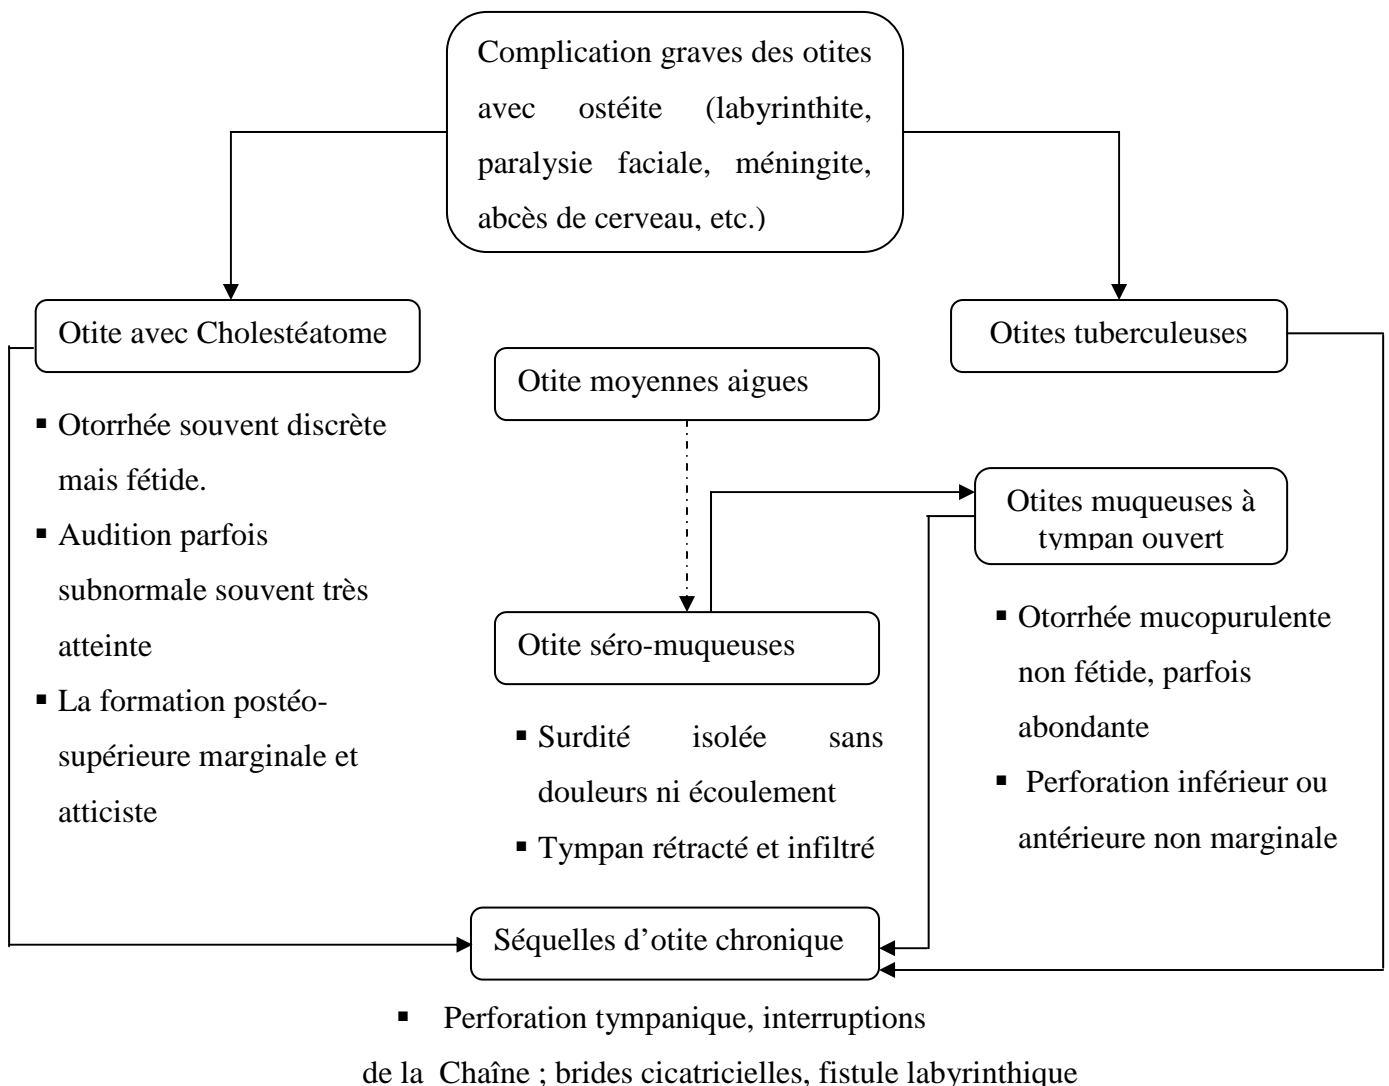 Complication graves des otites
avec ostéite (labyrinthite,
paralysie faciale, méningite,
abcès de cerveau, etc.)
Otite avec Cholestéatome
Otites tuberculeuses
Otite moyennes aigues
▪ Otorrhée souvent discrète
mais fétide.
▪ Audition parfois
subnormale souvent très
atteinte
▪ La formation postéo-
supérieure marginale et
atticiste
Otites muqueuses à
tympan ouvert
Otite séro-muqueuses
▪ Surdité isolée sans
douleurs ni écoulement
▪ Tympan rétracté et infiltré
▪ Otorrhée mucopurulente
non fétide, parfois
abondante
▪ Perforation inférieur ou
antérieure non marginale
Séquelles d’otite chronique
▪ Perforation tympanique, interruptions
de la Chaîne ; brides cicatricielles, fistule labyrinthique